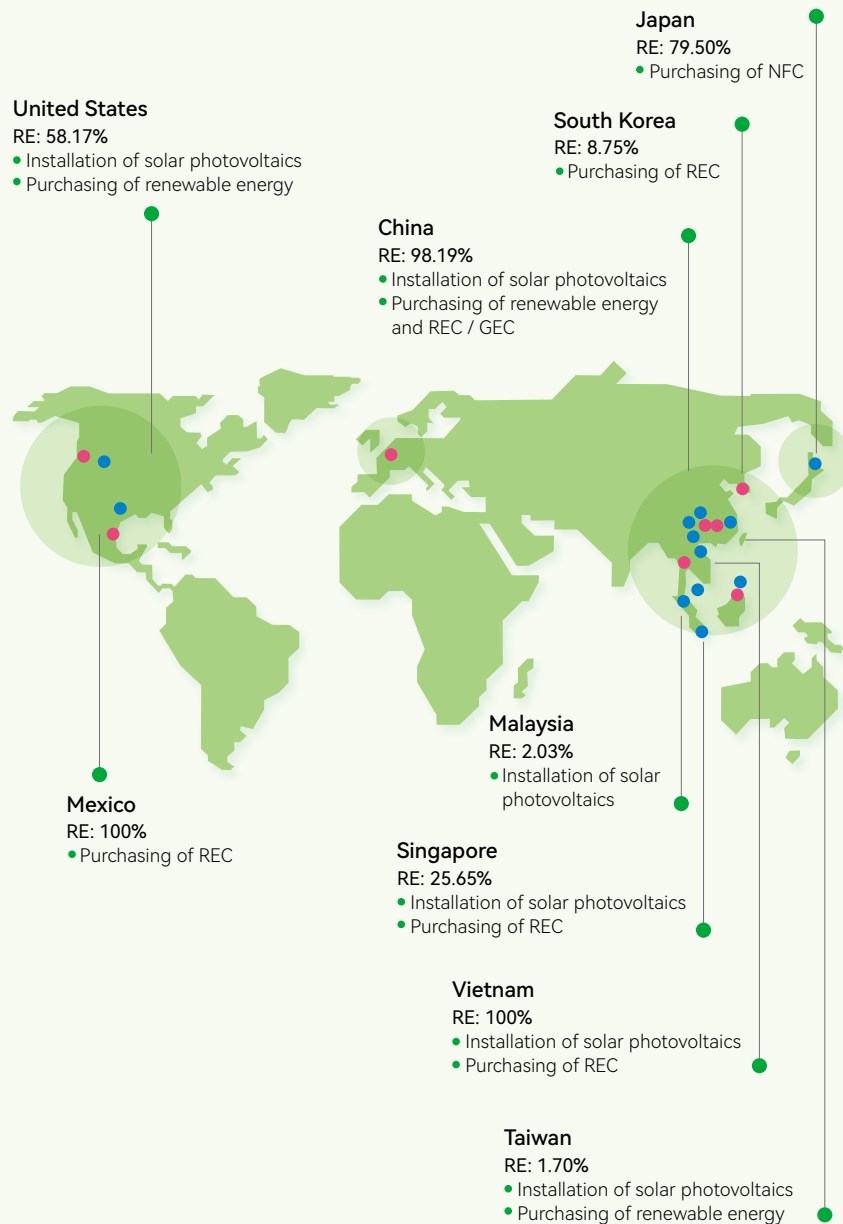 Japan
RE: 79.50%
• Purchasing of NFC
United States
RE: 58.17%
• Installation of solar photovoltaics
• Purchasing of renewable energy
South Korea
RE: 8.75%
• Purchasing of REC
China
RE: 98.19%
• Installation of solar photovoltaics
• Purchasing of renewable energy
and REC / GEC
Malaysia
RE: 2.03%
• Installation of solar
photovoltaics
Mexico
RE: 100%
• Purchasing of REC
Singapore
RE: 25.65%
• Installation of solar photovoltaics
• Purchasing of REC
Vietnam
RE: 100%
• Installation of solar photovoltaics
• Purchasing of REC
Taiwan
RE: 1.70%
• Installation of solar photovoltaics
• Purchasing of renewable energy